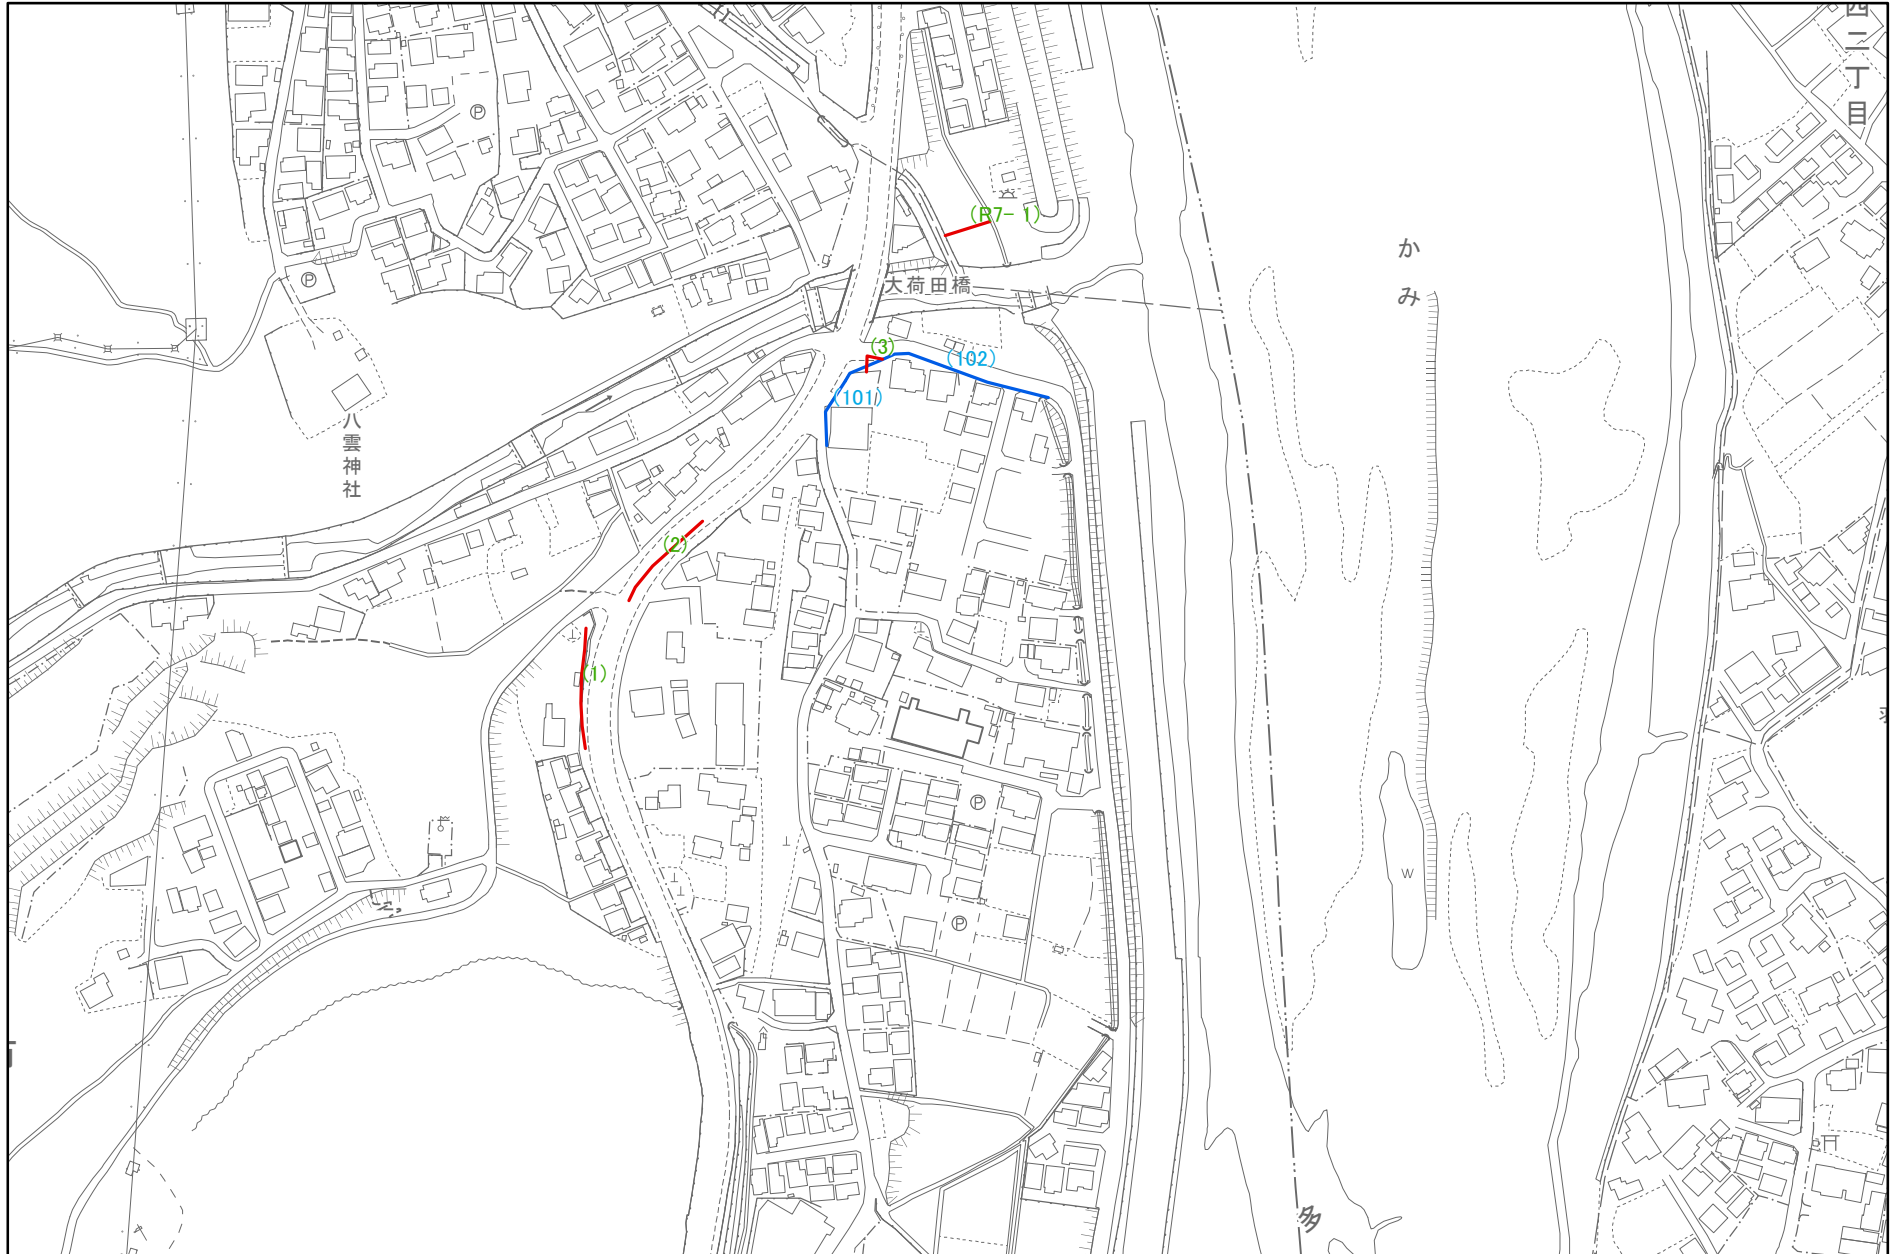 四二丁目
Ⓟ
(R7- 1)
か
み
Ⓟ
大荷田橋
(3)
(102)
(101)
八雲神社
(2)
(1)
Ⓟ
W
Ⓟ
多